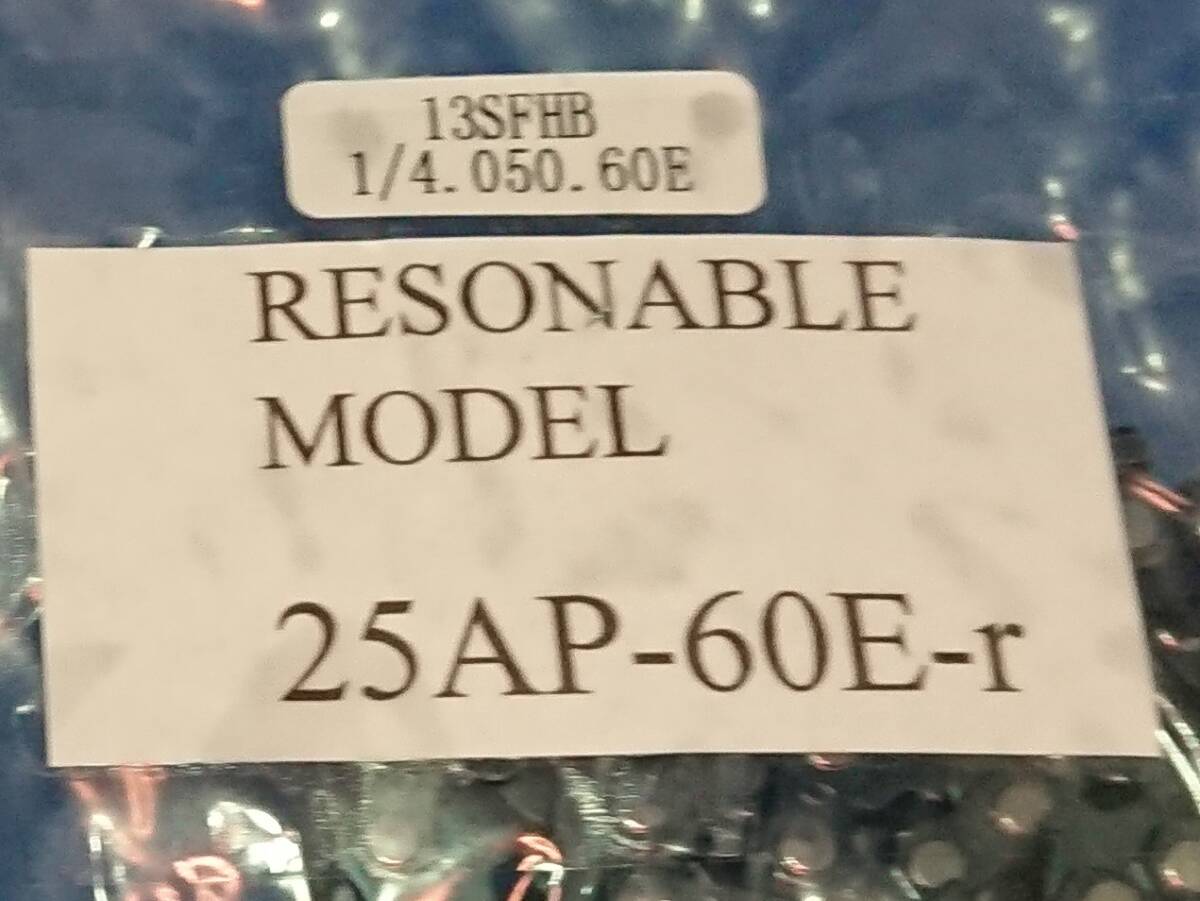 13SFHB
1/4.050.60E
RESONABLE
MODEL
25AP-60E-r